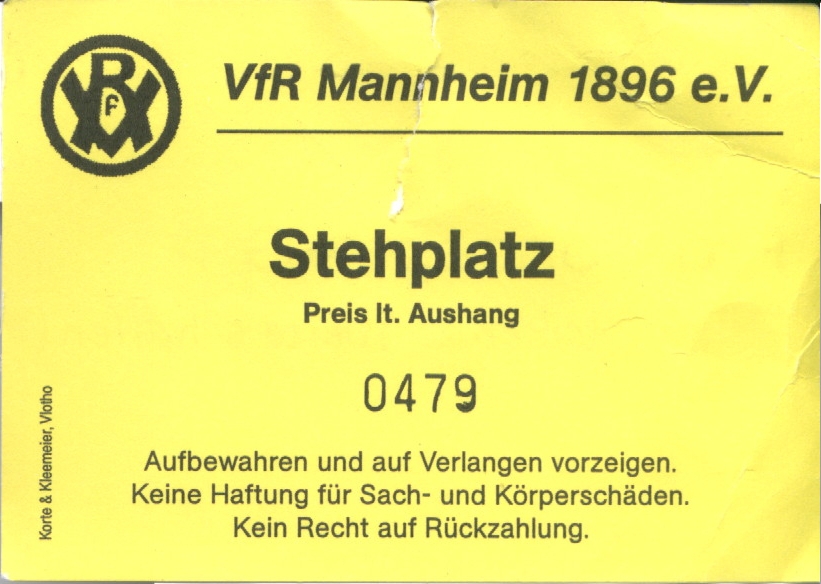 VfR Mannheim 1896 e.V.
Stehplatz
Preis lt. Aushang
0479
Aufbewahren und auf Verlangen vorzeigen.
Keine Haftung für Sach- und Körperschäden.
Kein Recht auf Rückzahlung.
Korte & Kleemeier, Vlotho
VfR M